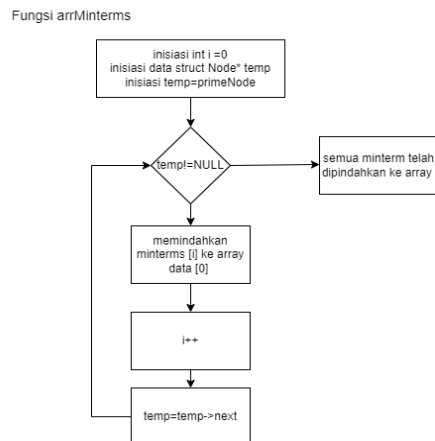 Fungsi arrMinterms
inisiasi int i =0
inisiasi data struct Node* temp
inisiasi temp=primeNode
temp!=NULL
semua minterm telah
dipindahkan ke array
memindahkan
minterms [i] ke array
data [0]
i++
temp=temp->next